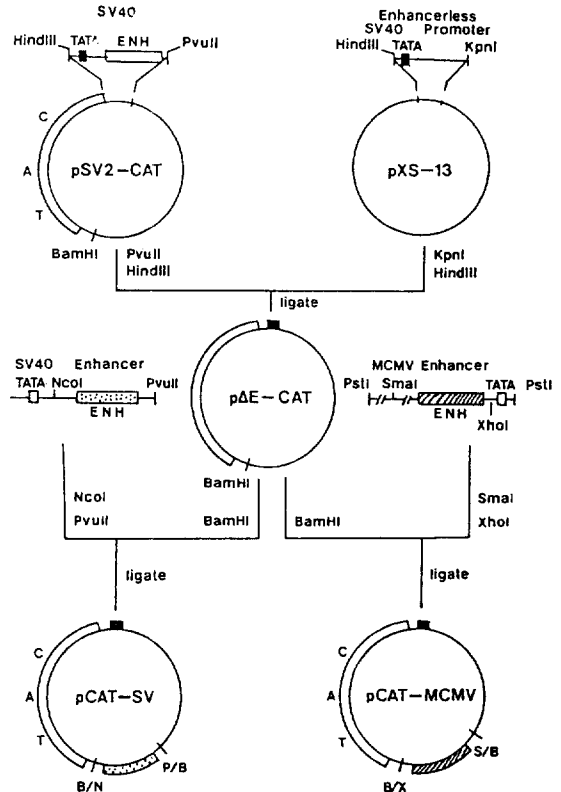 SV40
HindIII TATA ENH PvuII
C
A
T
pSV2-CAT
BamHI
PvuII
HindIII
Enhancerless
SV40 Promoter
HindIII TATA KpnI
pXS-13
KpnI
HindIII
ligate
SV40 Enhancer
TATA NcoI PvuII
ENH
pΔE-CAT
BamHI
MCMV Enhancer
PstI SmaI TATA PstI
ENH
XhoI
NcoI
PvuII
BamHI
BamHI
SmaI
XhoI
ligate
ligate
C
A
T
pCAT-SV
P/B
B/N
C
A
T
pCAT-MCMV
S/B
B/X